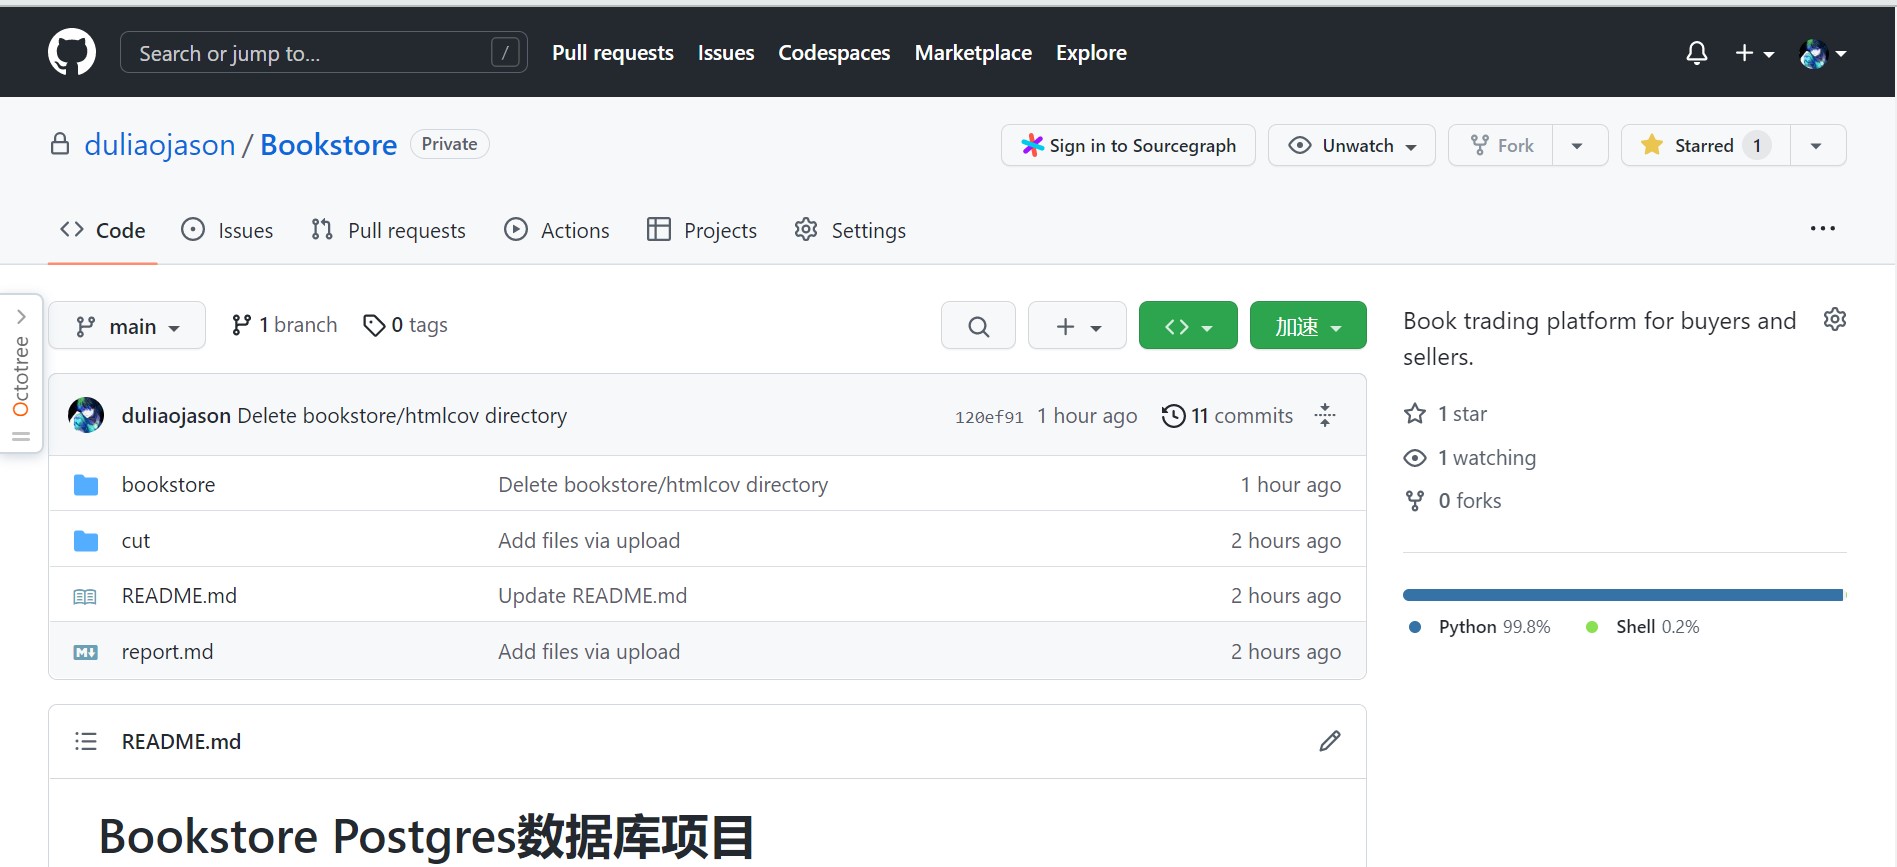 Search or jump to... /
Pull requests Issues Codespaces Marketplace Explore
duliaojason / Bookstore Private
Sign in to Sourcegraph Unwatch Fork Starred 1
Code Issues Pull requests Actions Projects Settings
Octotree
main 1 branch 0 tags
加速
duliaojason Delete bookstore/htmlcov directory 120ef91 1 hour ago 11 commits
bookstore Delete bookstore/htmlcov directory 1 hour ago
cut Add files via upload 2 hours ago
README.md Update README.md 2 hours ago
report.md Add files via upload 2 hours ago
Book trading platform for buyers and
sellers.
1 star
1 watching
0 forks
Python 99.8% Shell 0.2%
README.md
Bookstore Postgres数据库项目